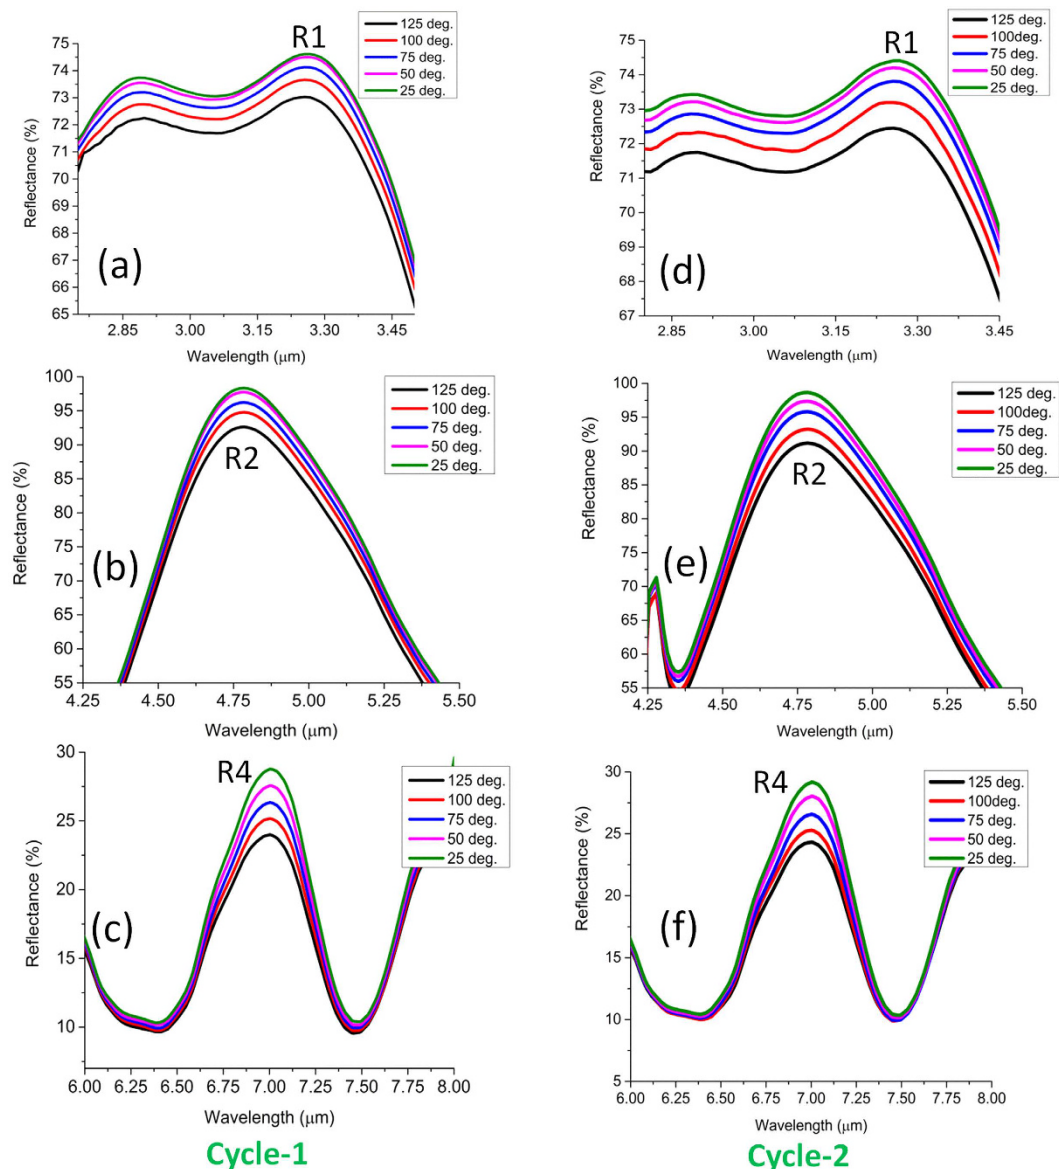 R1
125 deg.
100 deg.
75 deg.
50 deg.
25 deg.
75
74
73
72
71
70
69
68
67
66
65
Reflectance (%)
(a)
2.85 3.00 3.15 3.30 3.45
Wavelength (μm)
R1
125 deg.
100deg.
75 deg.
50 deg.
25 deg.
75
74
73
72
71
70
69
68
67
Reflectance (%)
(d)
2.85 3.00 3.15 3.30 3.45
Wavelength (μm)
125 deg.
100 deg.
75 deg.
50 deg.
25 deg.
100
95
90
85
80
75
70
65
60
55
Reflectance (%)
R2
(b)
4.25 4.50 4.75 5.00 5.25 5.50
Wavelength (μm)
125 deg.
100deg.
75 deg.
50 deg.
25 deg.
100
95
90
85
80
75
70
65
60
55
Reflectance (%)
R2
(e)
4.25 4.50 4.75 5.00 5.25 5.50
Wavelength (μm)
R4
125 deg.
100 deg.
75 deg.
50 deg.
25 deg.
30
25
20
15
10
Reflectance (%)
(c)
6.00 6.25 6.50 6.75 7.00 7.25 7.50 7.75 8.00
Wavelength (μm)
R4
125 deg.
100deg.
75 deg.
50 deg.
25 deg.
30
25
20
15
10
5
Reflectance (%)
(f)
6.00 6.25 6.50 6.75 7.00 7.25 7.50 7.75 8.00
Wavelength (μm)
Cycle-1
Cycle-2